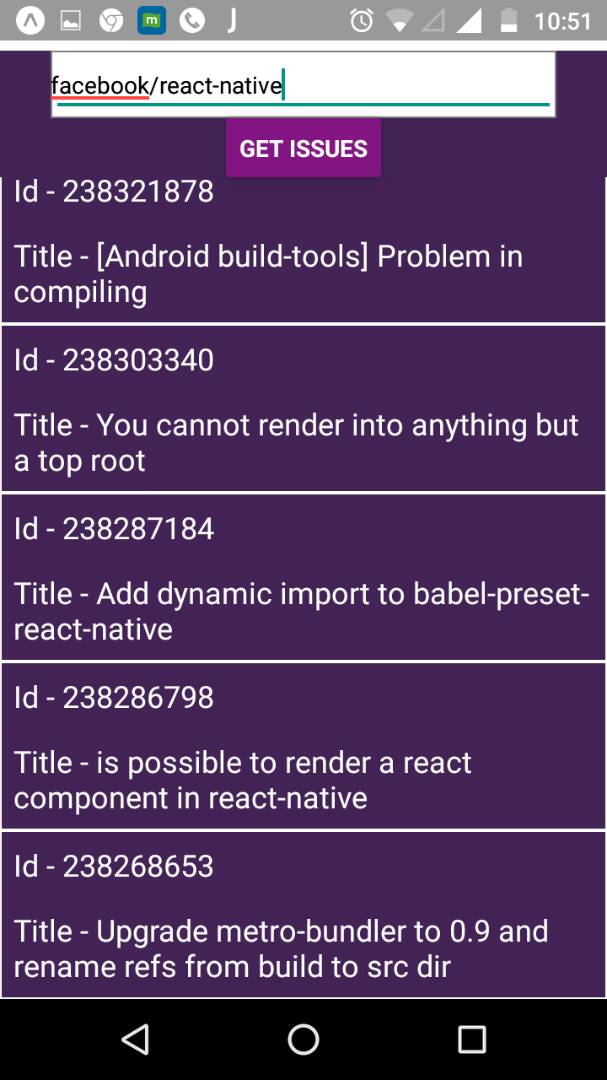 10:51
facebook/react-native
GET ISSUES
Id - 238321878
Title - [Android build-tools] Problem in
compiling
Id - 238303340
Title - You cannot render into anything but
a top root
Id - 238287184
Title - Add dynamic import to babel-preset-
react-native
Id - 238286798
Title - is possible to render a react
component in react-native
Id - 238268653
Title - Upgrade metro-bundler to 0.9 and
rename refs from build to src dir